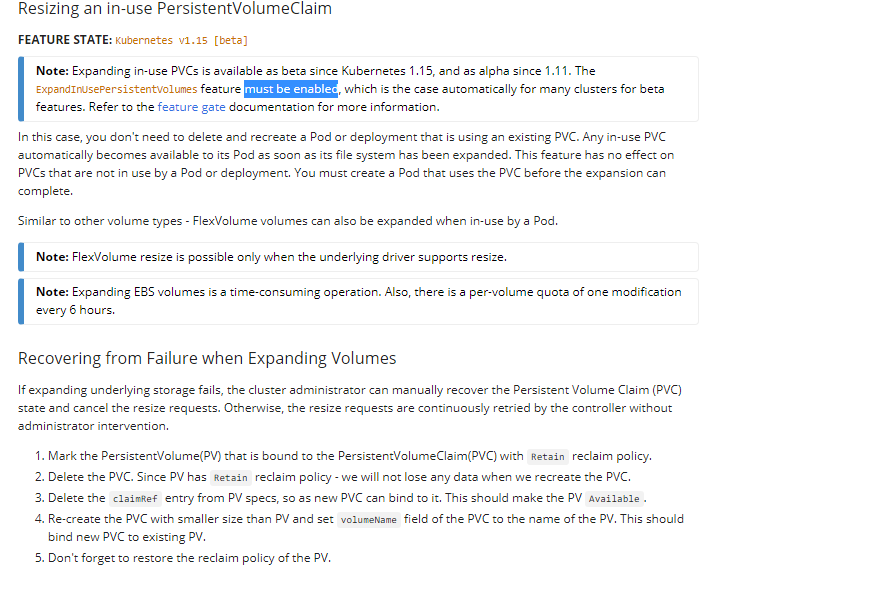 Resizing an in-use PersistentVolumeClaim
FEATURE STATE: Kubernetes v1.15 [beta]
Note: Expanding in-use PVCs is available as beta since Kubernetes 1.15, and as alpha since 1.11. The
ExpandInUsePersistentVolumes feature must be enabled, which is the case automatically for many clusters for beta
features. Refer to the feature gate documentation for more information.
In this case, you don't need to delete and recreate a Pod or deployment that is using an existing PVC. Any in-use PVC
automatically becomes available to its Pod as soon as its file system has been expanded. This feature has no effect on
PVCs that are not in use by a Pod or deployment. You must create a Pod that uses the PVC before the expansion can
complete.
Similar to other volume types - FlexVolume volumes can also be expanded when in-use by a Pod.
Note: FlexVolume resize is possible only when the underlying driver supports resize.
Note: Expanding EBS volumes is a time-consuming operation. Also, there is a per-volume quota of one modification
every 6 hours.
Recovering from Failure when Expanding Volumes
If expanding underlying storage fails, the cluster administrator can manually recover the Persistent Volume Claim (PVC)
state and cancel the resize requests. Otherwise, the resize requests are continuously retried by the controller without
administrator intervention.
1. Mark the PersistentVolume(PV) that is bound to the PersistentVolumeClaim(PVC) with Retain reclaim policy.
2. Delete the PVC. Since PV has Retain reclaim policy - we will not lose any data when we recreate the PVC.
3. Delete the claimRef entry from PV specs, so as new PVC can bind to it. This should make the PV Available.
4. Re-create the PVC with smaller size than PV and set volumeName field of the PVC to the name of the PV. This should
bind new PVC to existing PV.
5. Don't forget to restore the reclaim policy of the PV.